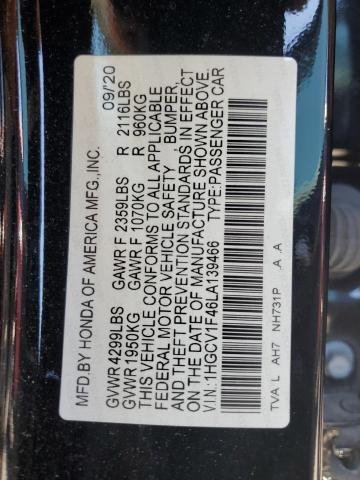 MFD.BY HONDA OF AMERICA MFG.,INC. 09/20
GVWR 4299LBS GAWR F 2359LBS R 2116LBS
GVWR 1950KG GAWR F 1070KG R 960KG
THIS VEHICLE CONFORMS TO ALL APPLICABLE
FEDERAL MOTOR VEHICLE SAFETY , BUMPER,
AND THEFT PREVENTION STANDARDS IN EFFECT
ON THE DATE OF MANUFACTURE SHOWN ABOVE.
V.I.N.:1HGCV1F46LA139466 TYPE:PASSENGER CAR
TVA L AH7 NH731P A A